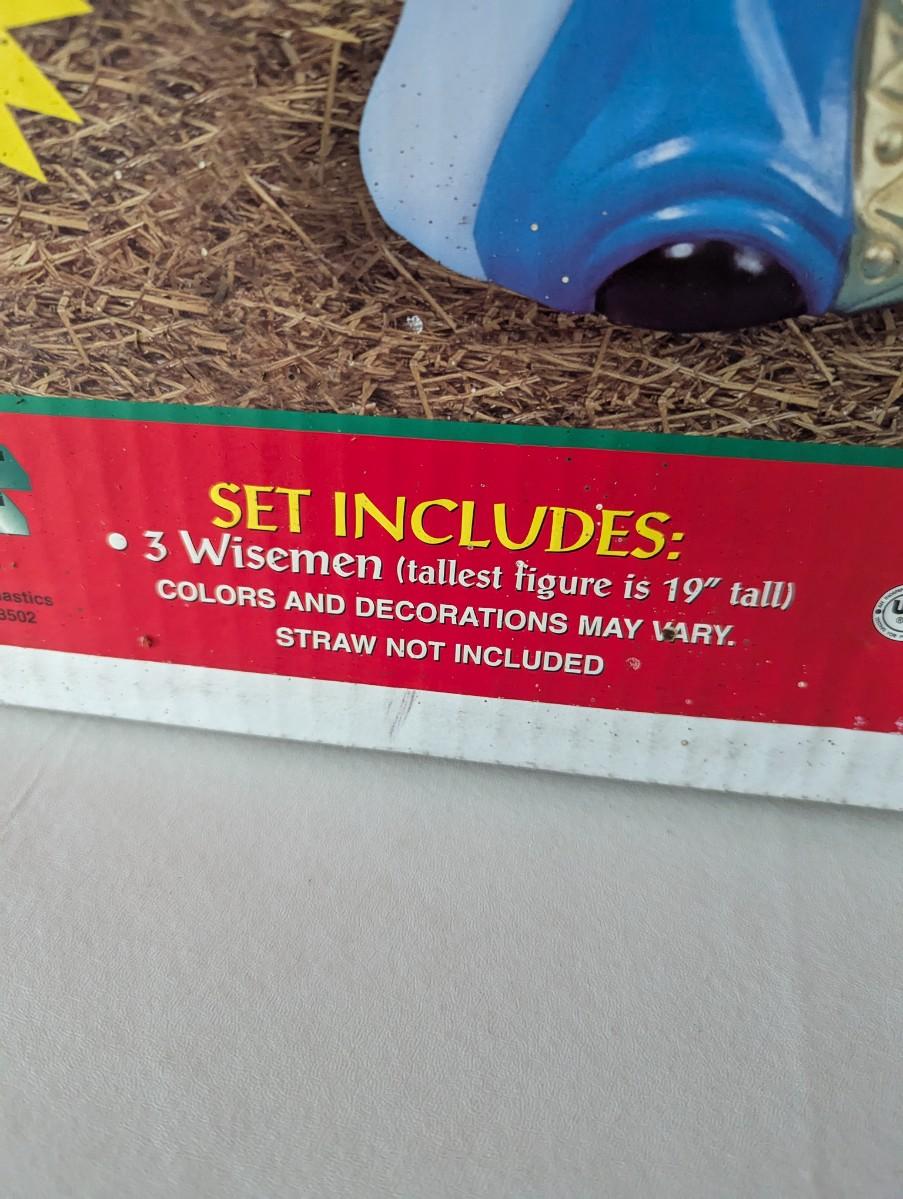 SET INCLUDES:
• 3 Wisemen (tallest figure is 19" tall)
COLORS AND DECORATIONS MAY VARY.
STRAW NOT INCLUDED